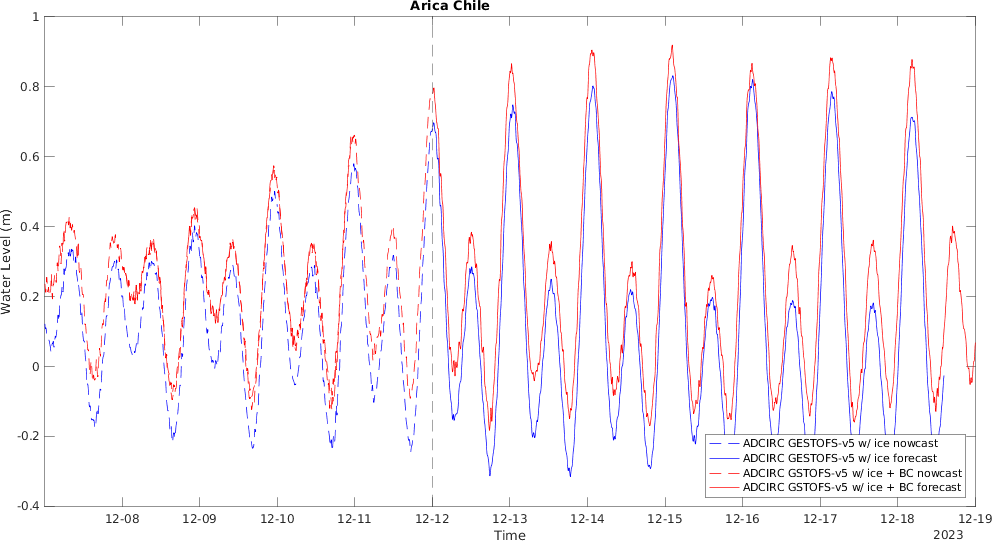 Arica Chile
1
0.8
0.6
0.4
0.2
0
-0.2
-0.4
Water Level (m)
ADCIRC GESTOFS-v5 w/ ice nowcast
ADCIRC GESTOFS-v5 w/ ice forecast
ADCIRC GSTOFS-v5 w/ ice + BC nowcast
ADCIRC GSTOFS-v5 w/ ice + BC forecast
12-08 12-09 12-10 12-11 12-12 12-13 12-14 12-15 12-16 12-17 12-18 12-19
Time
2023